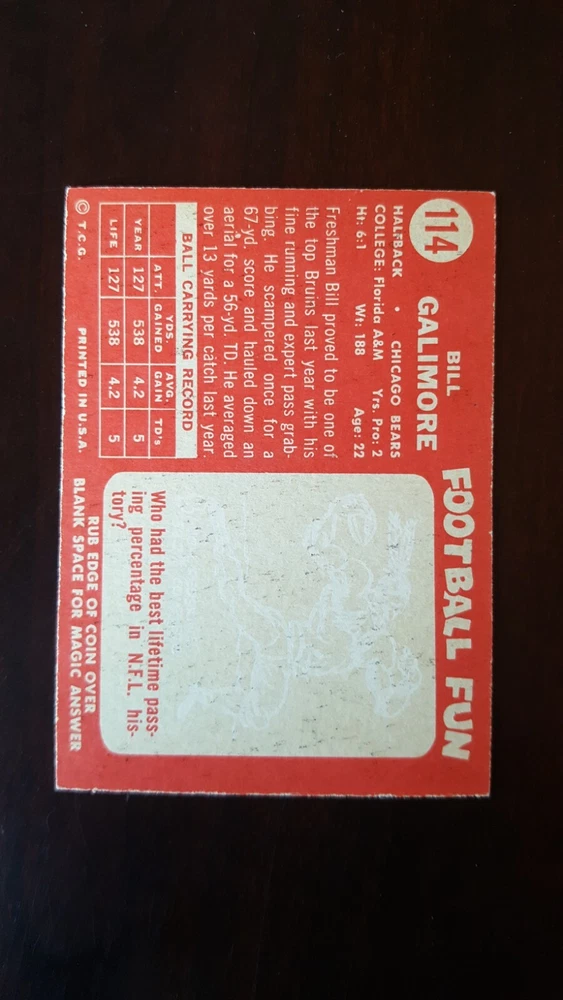 114
BILL
GALIMORE
HALFBACK • CHICAGO BEARS
COLLEGE: Florida A&M Yrs. Pro: 2
Ht: 6:1 Wt: 188 Age: 22
Freshman Bill proved to be one of
the top Bruins last year with his
fine running and expert pass grab-
bing. He scampered once for a
67-yd. score and hauled down an
aerial for a 56-yd. TD. He averaged
over 13 yards per catch last year.
BALL CARRYING RECORD
ATT. YDS GAINED AVG. GAIN TD's
YEAR 127 538 4.2 5
LIFE 127 538 4.2 5
© T.C.G. PRINTED IN U.S.A.
FOOTBALL FUN
Who had the best lifetime pass-
ing percentage in N.F.L. his-
tory?
RUB EDGE OF COIN OVER
BLANK SPACE FOR MAGIC ANSWER